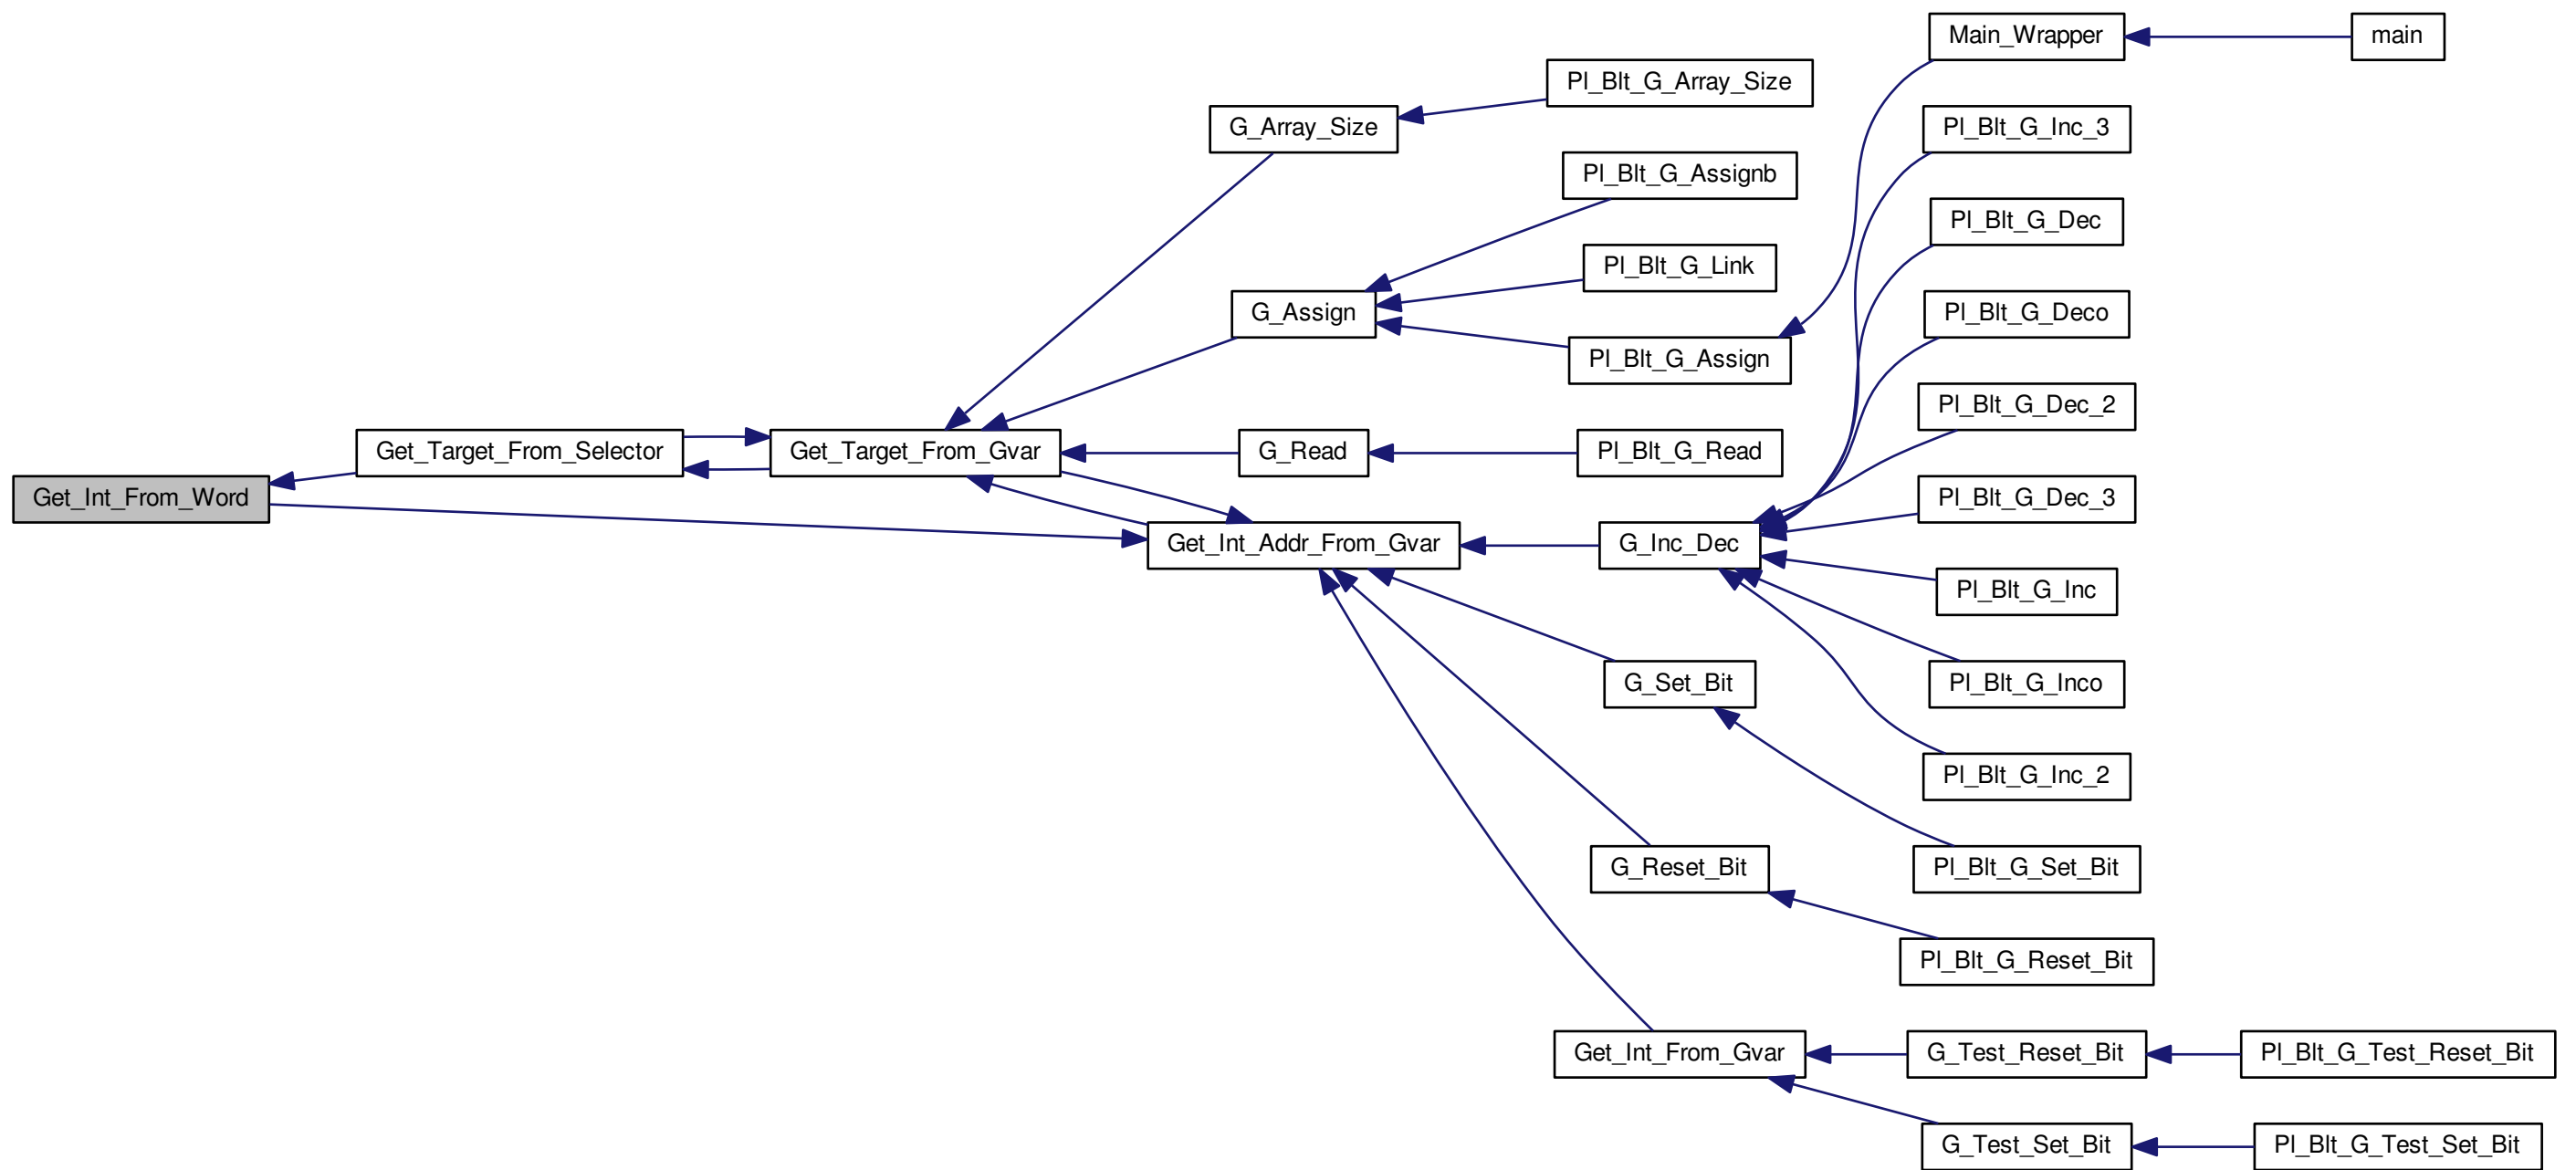 Main_Wrapper
main
Pl_Blt_G_Array_Size
G_Array_Size
Pl_Blt_G_Inc_3
Pl_Blt_G_Assignb
Pl_Blt_G_Dec
Pl_Blt_G_Link
G_Assign
Pl_Blt_G_Deco
Pl_Blt_G_Assign
Pl_Blt_G_Dec_2
Get_Target_From_Selector
Get_Target_From_Gvar
G_Read
Pl_Blt_G_Read
Get_Int_From_Word
Pl_Blt_G_Dec_3
Get_Int_Addr_From_Gvar
G_Inc_Dec
Pl_Blt_G_Inc
G_Set_Bit
Pl_Blt_G_Inco
Pl_Blt_G_Inc_2
G_Reset_Bit
Pl_Blt_G_Set_Bit
Pl_Blt_G_Reset_Bit
Get_Int_From_Gvar
G_Test_Reset_Bit
Pl_Blt_G_Test_Reset_Bit
G_Test_Set_Bit
Pl_Blt_G_Test_Set_Bit